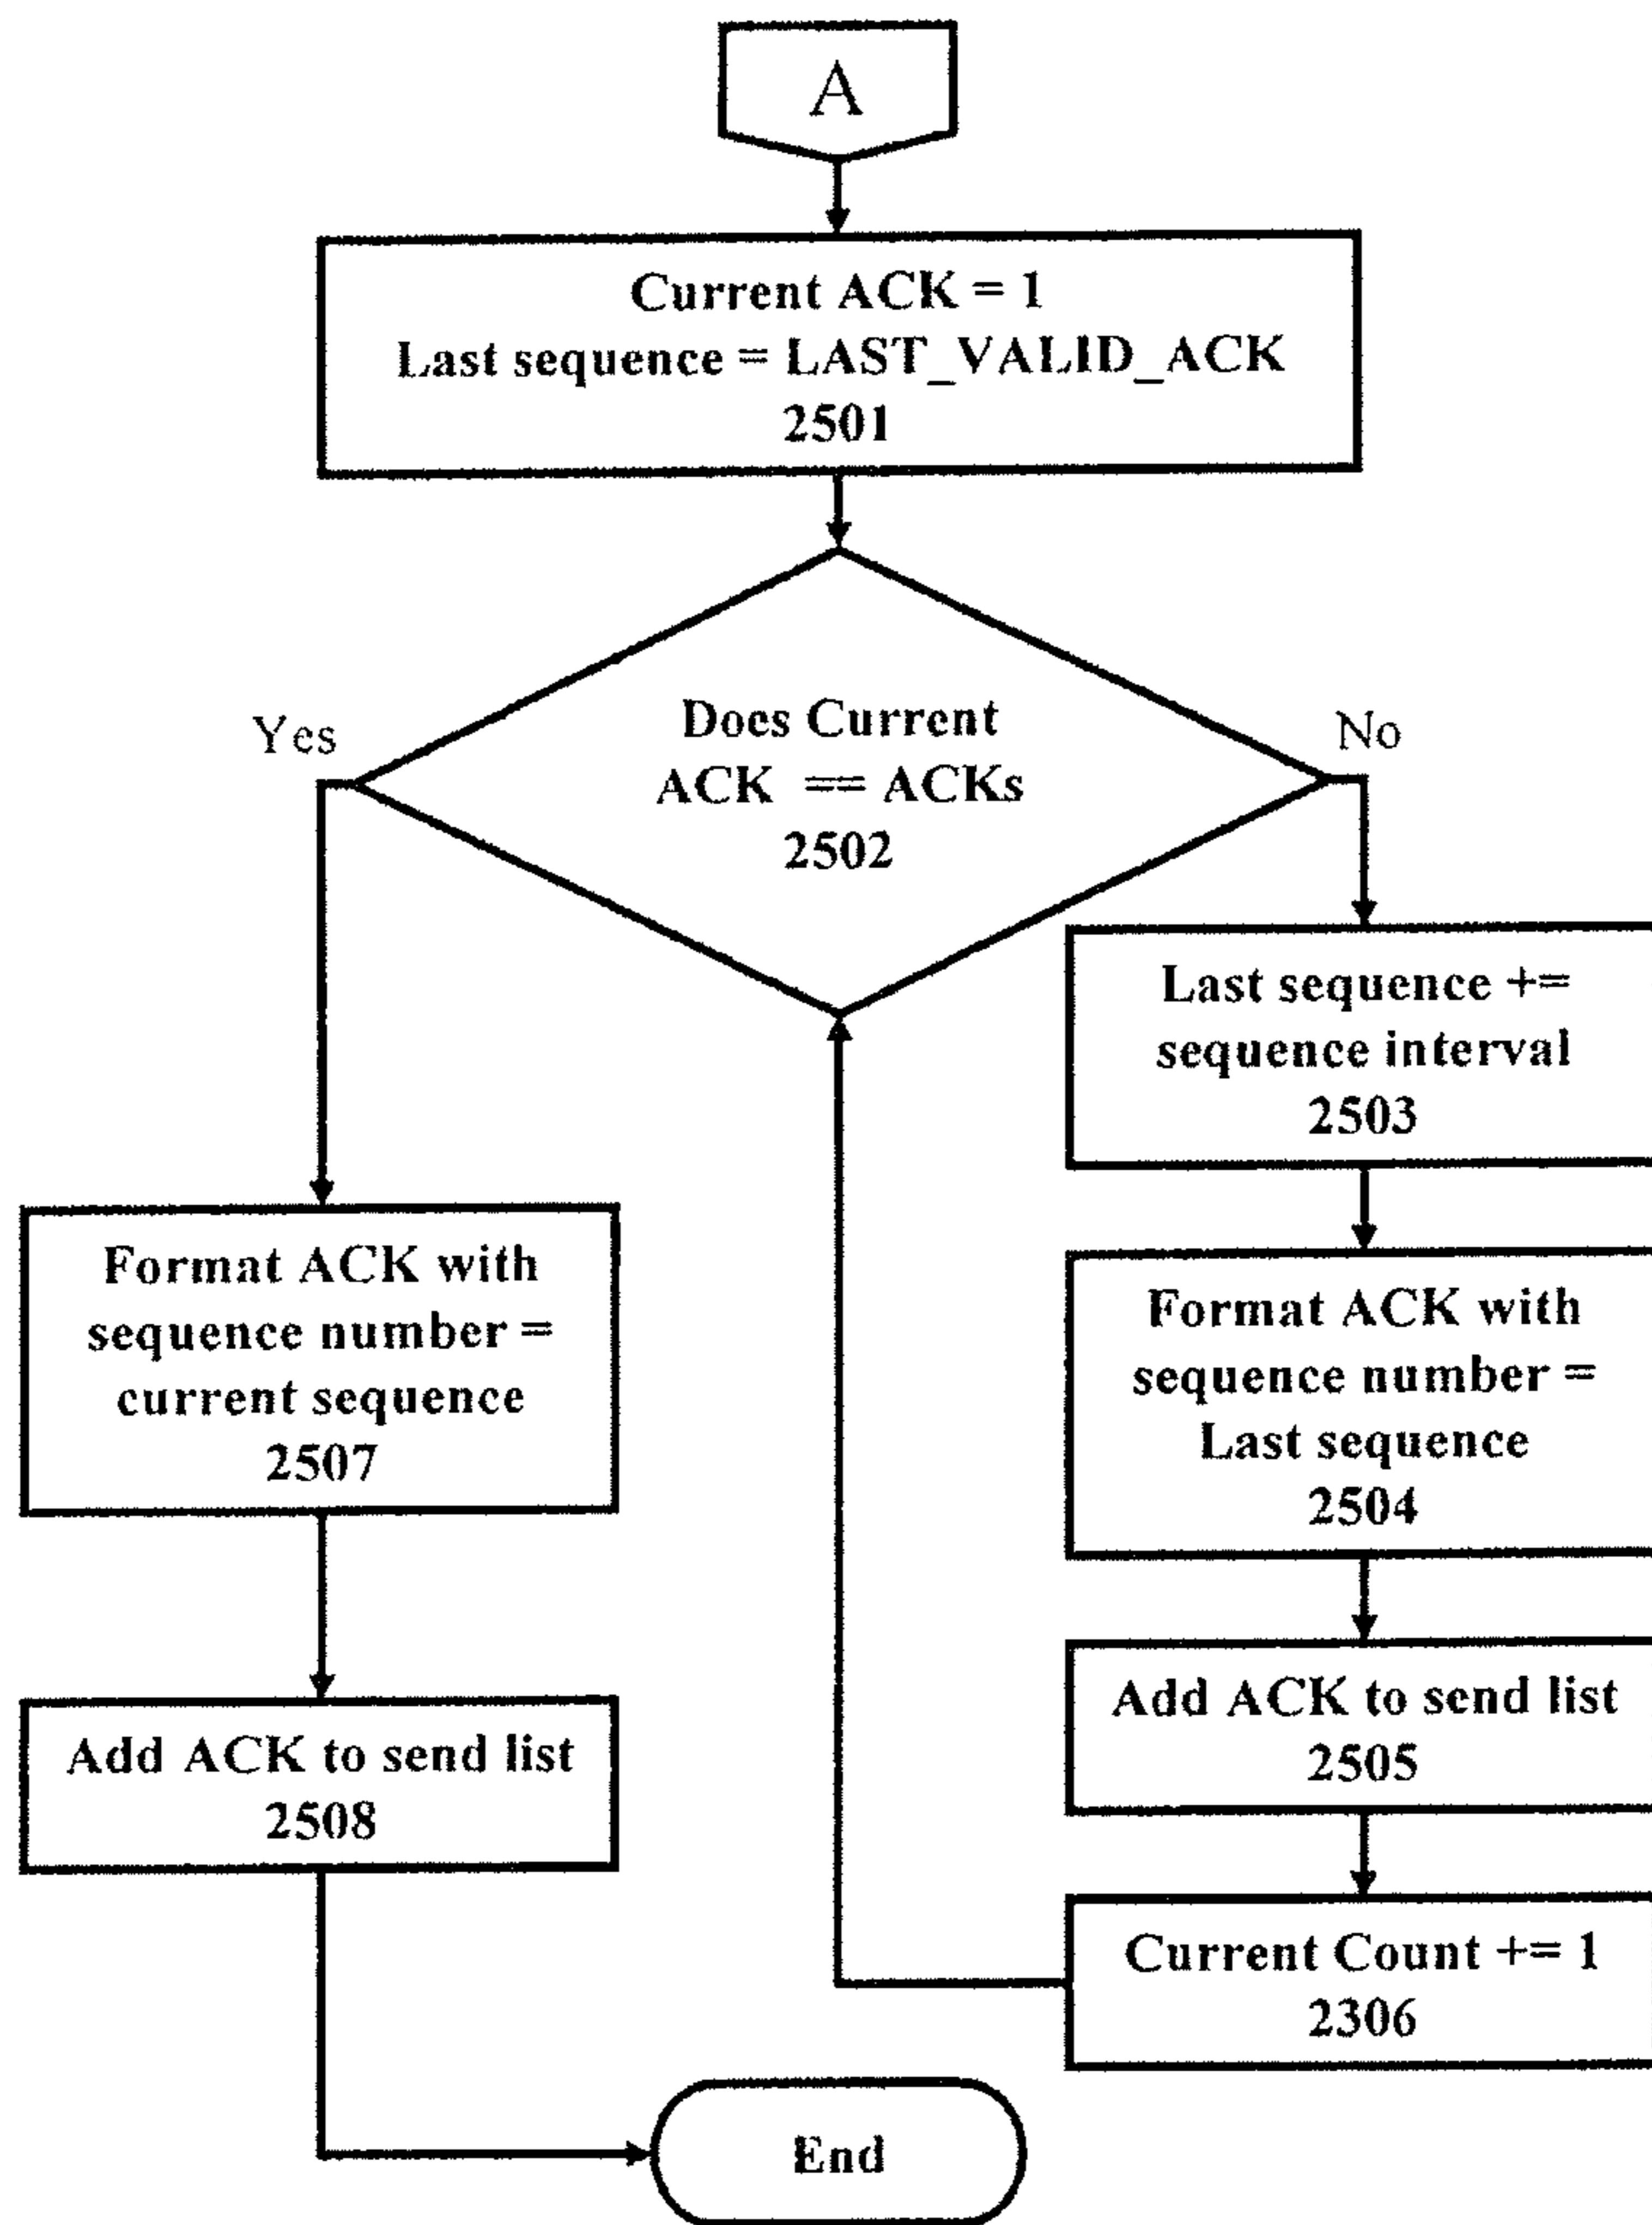 A
Current ACK = 1
Last sequence = LAST_VALID_ACK
2501
Does Current
ACK == ACKs
2502
Yes
No
Last sequence +=
sequence interval
2503
Format ACK with
sequence number =
Last sequence
2504
Add ACK to send list
2505
Current Count += 1
2306
Format ACK with
sequence number =
current sequence
2507
Add ACK to send list
2508
End